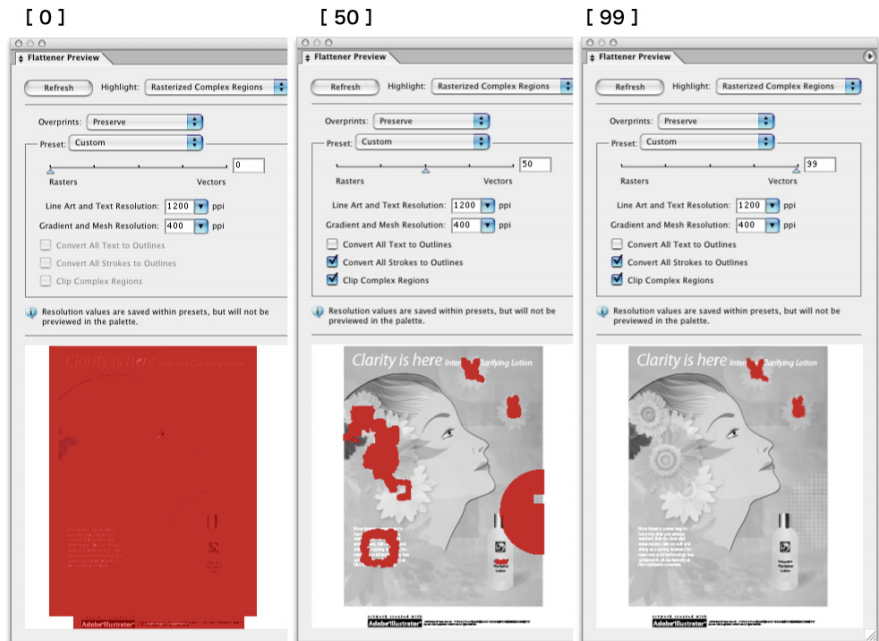 [ 0 ]
[ 50 ]
[ 99 ]
Flattener Preview
Refresh Highlight: Rasterized Complex Regions
Overprints: Preserve
Preset: Custom
0
Rasters Vectors
Line Art and Text Resolution: 1200 ppi
Gradient and Mesh Resolution: 400 ppi
Convert All Text to Outlines
Convert All Strokes to Outlines
Clip Complex Regions
Resolution values are saved within presets, but will not be
previewed in the palette.
Clarity is here
Adobe Illustrator
Flattener Preview
Refresh Highlight: Rasterized Complex Regions
Overprints: Preserve
Preset: Custom
50
Rasters Vectors
Line Art and Text Resolution: 1200 ppi
Gradient and Mesh Resolution: 400 ppi
Convert All Text to Outlines
Convert All Strokes to Outlines
Clip Complex Regions
Resolution values are saved within presets, but will not be
previewed in the palette.
Clarity is here Lotion
artwork created with
Adobe Illustrator
Flattener Preview
Refresh Highlight: Rasterized Complex Regions
Overprints: Preserve
Preset: Custom
99
Rasters Vectors
Line Art and Text Resolution: 1200 ppi
Gradient and Mesh Resolution: 400 ppi
Convert All Text to Outlines
Convert All Strokes to Outlines
Clip Complex Regions
Resolution values are saved within presets, but will not be
previewed in the palette.
Clarity is here Lotion
artwork created with
Adobe Illustrator